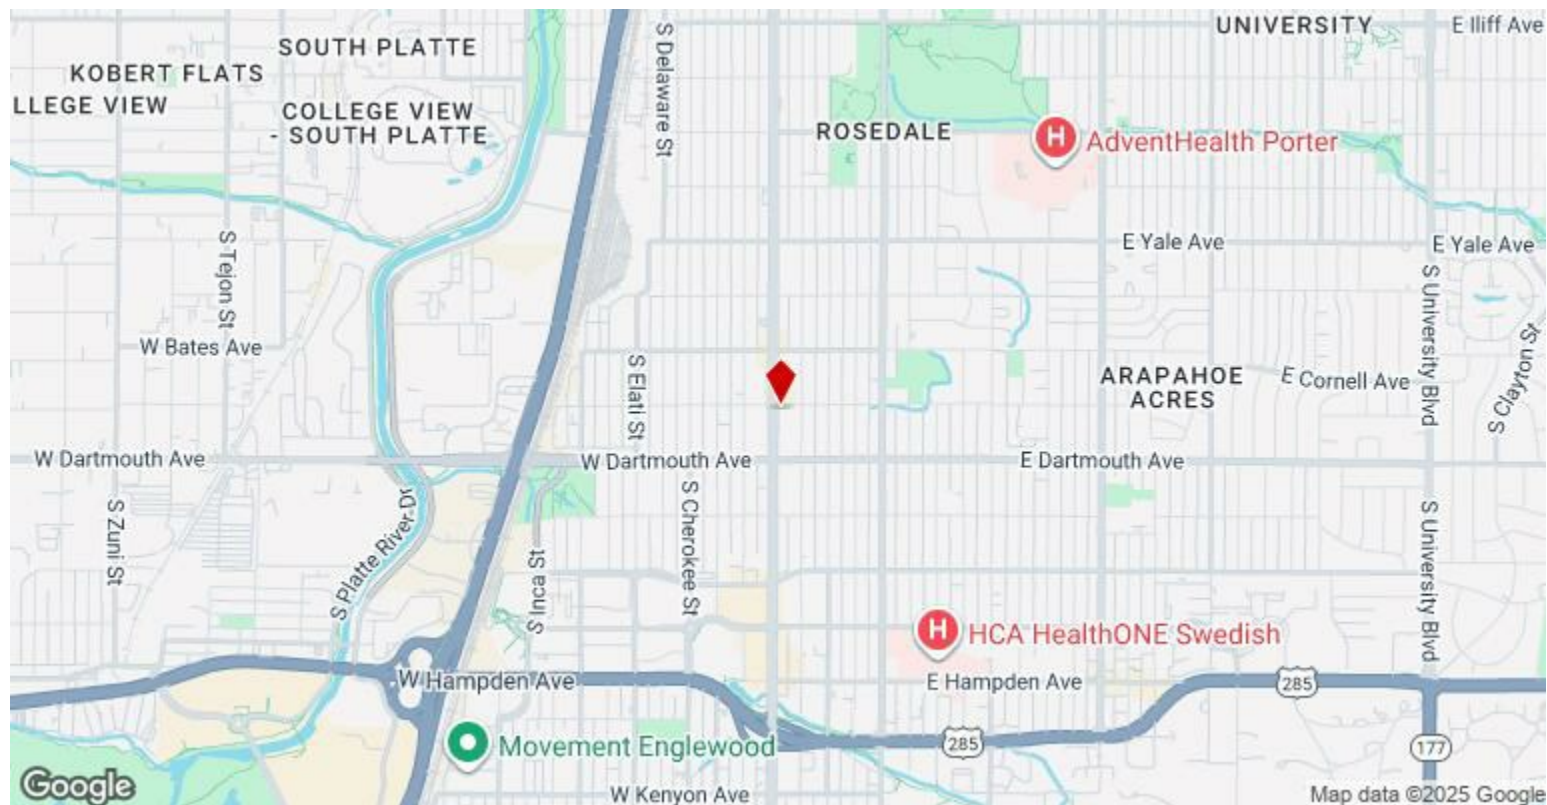 UNIVERSITY
E Iliff Ave
SOUTH PLATTE
KOBERT FLATS
LLEGE VIEW
COLLEGE VIEW
- SOUTH PLATTE
S Delaware St
ROSEDALE
H
AdventHealth Porter
E Yale Ave
E Yale Ave
S Tejon St
W Bates Ave
S Elati St
S University Blvd
S Clayton St
ARAPAHOE
ACRES
E Cornell Ave
W Dartmouth Ave
W Dartmouth Ave
E Dartmouth Ave
S Zuni St
S Platte River Dr
S Inca St
S Cherokee St
S University Blvd
H
HCA HealthONE Swedish
W Hampden Ave
E Hampden Ave
285
285
177
Movement Englewood
W Kenyon Ave
Google
Map data ©2025 Google